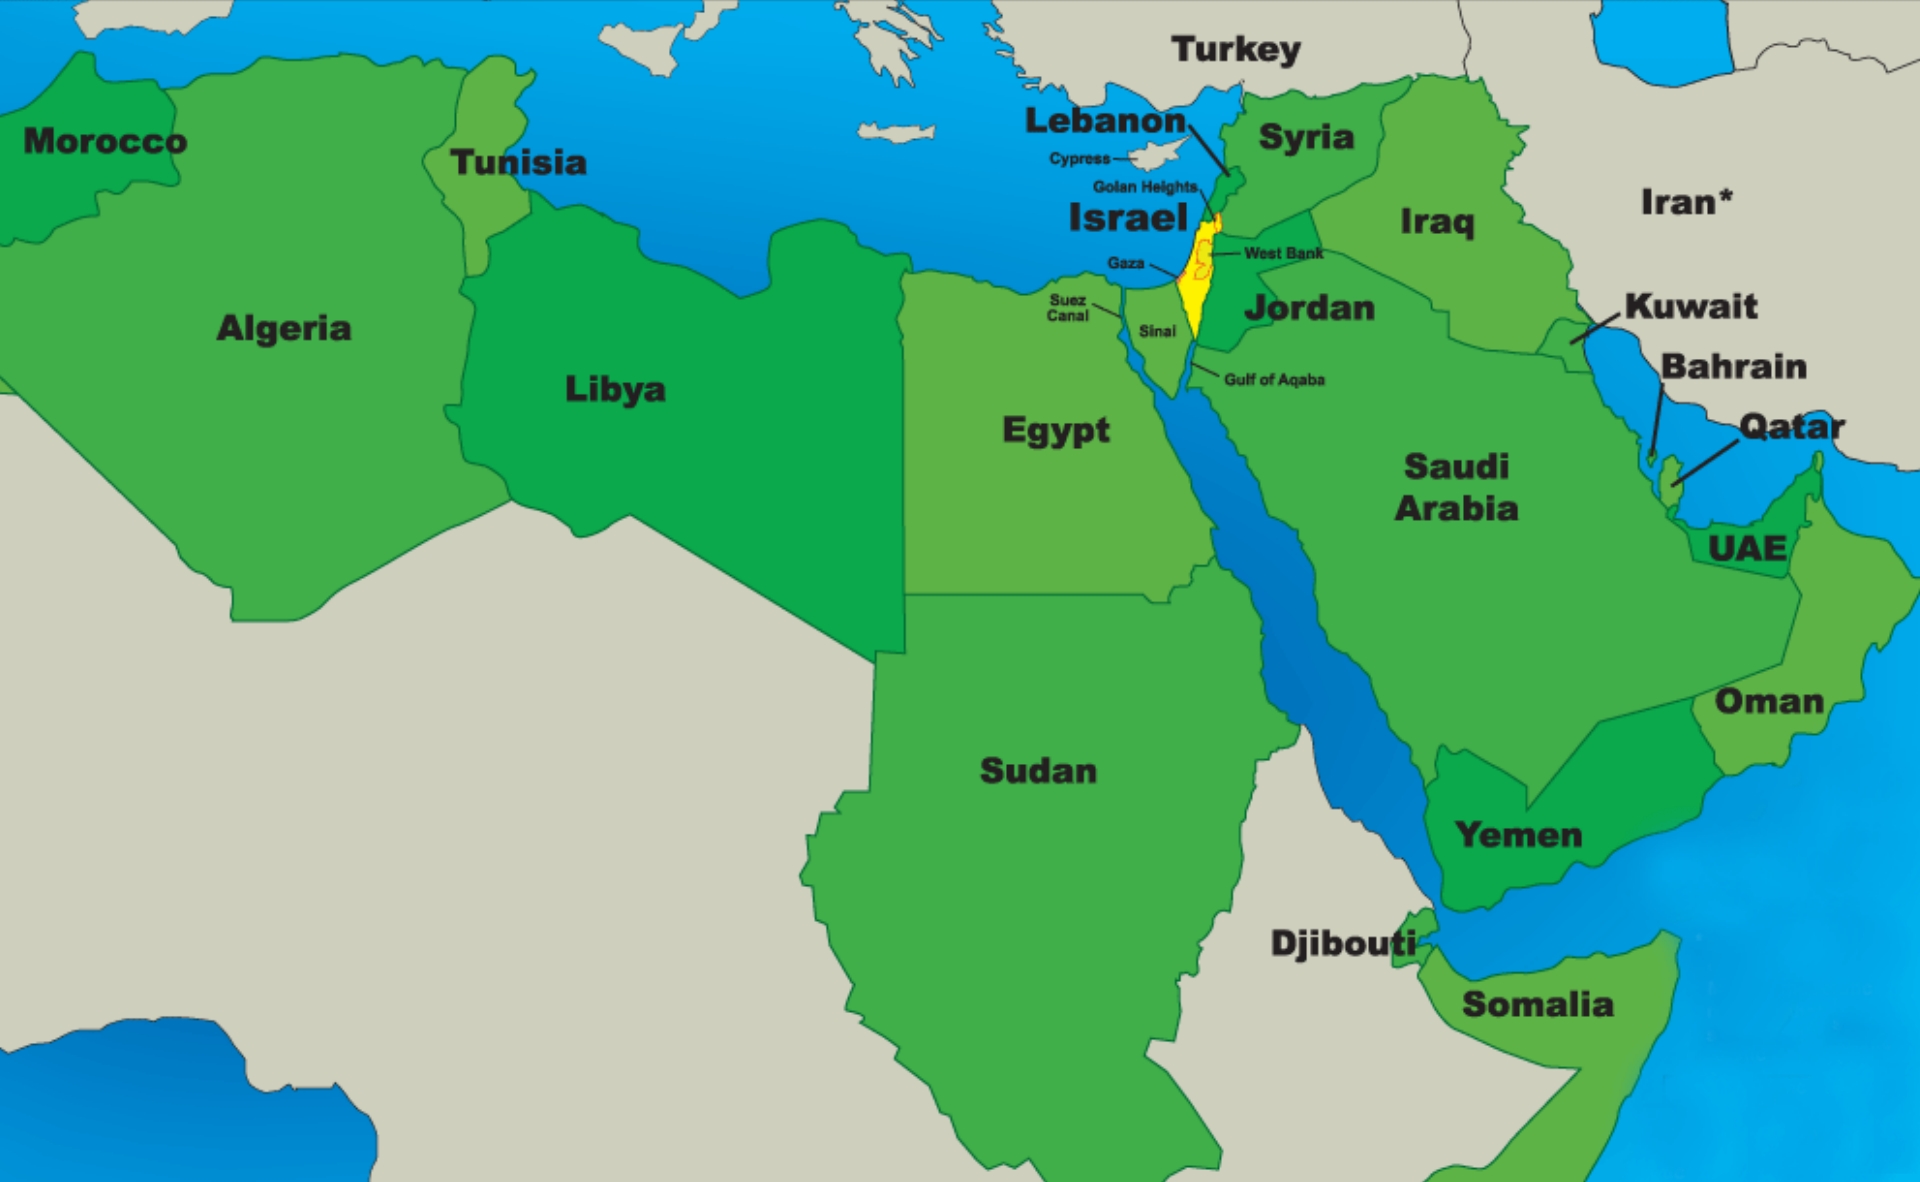 Turkey
Lebanon
Syria
Morocco
Cypress
Tunisia
Golan Heights
Iran*
Israel
Iraq
West Bank
Gaza
Suez
Canal
Kuwait
Jordan
Algeria
Sinai
Bahrain
Gulf of Aqaba
Libya
Qatar
Egypt
Saudi
Arabia
UAE
Oman
Sudan
Yemen
Djibouti
Somalia